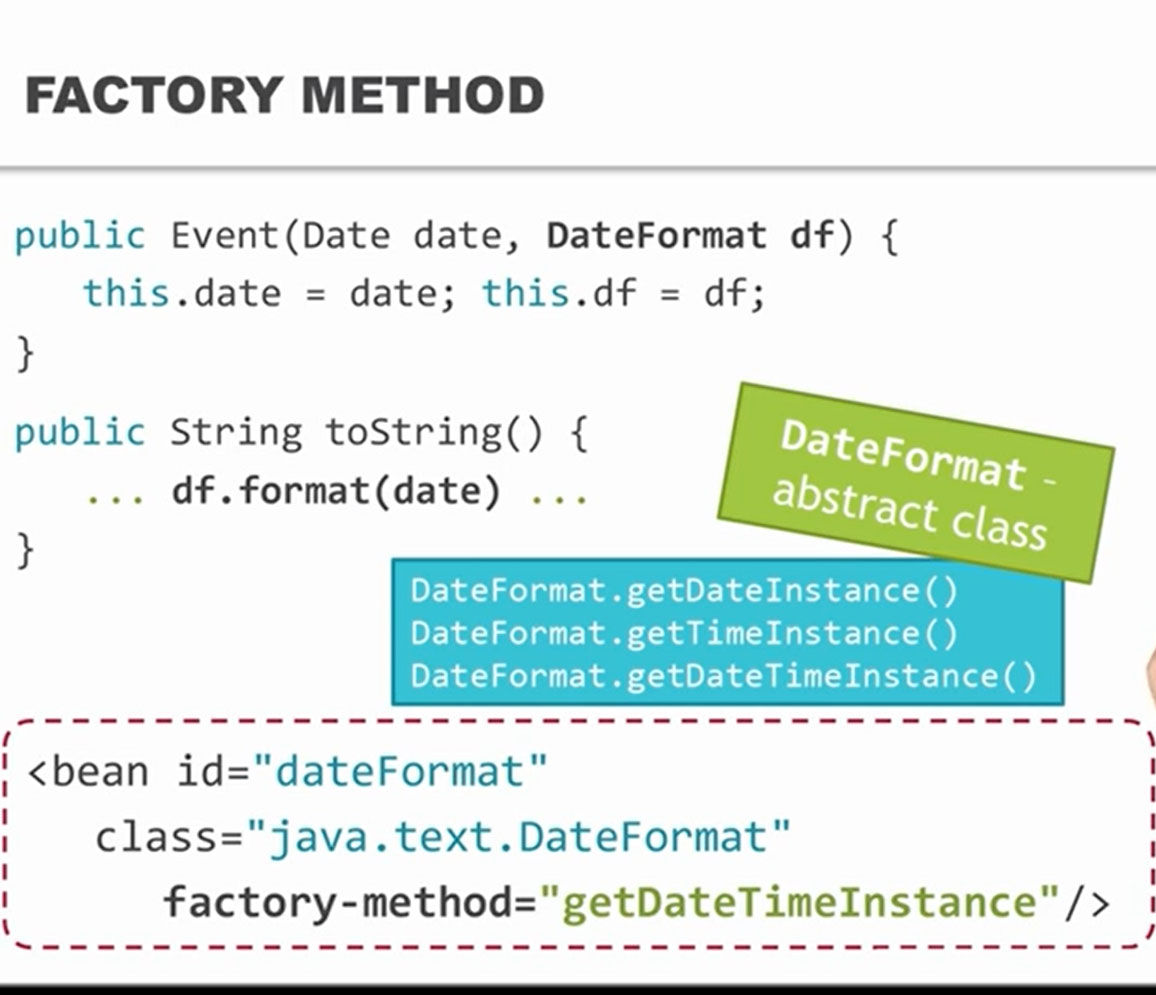 FACTORY METHOD
public Event(Date date, DateFormat df) {
this.date = date; this.df = df;
}
public String toString() {
... df.format(date) ...
}
DateFormat -
abstract class
DateFormat.getDateInstance()
DateFormat.getTimeInstance()
DateFormat.getDateTimeInstance()
<bean id="dateFormat"
class="java.text.DateFormat"
factory-method="getDateTimeInstance"/>